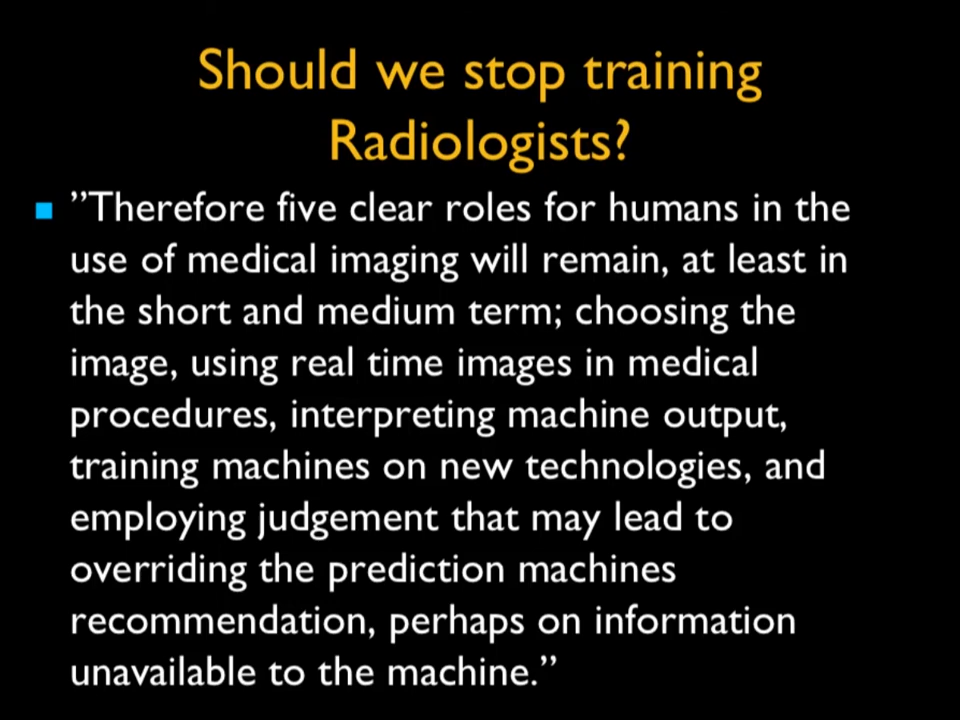 Should we stop training
Radiologists?
”Therefore five clear roles for humans in the
use of medical imaging will remain, at least in
the short and medium term; choosing the
image, using real time images in medical
procedures, interpreting machine output,
training machines on new technologies, and
employing judgement that may lead to
overriding the prediction machines
recommendation, perhaps on information
unavailable to the machine.”